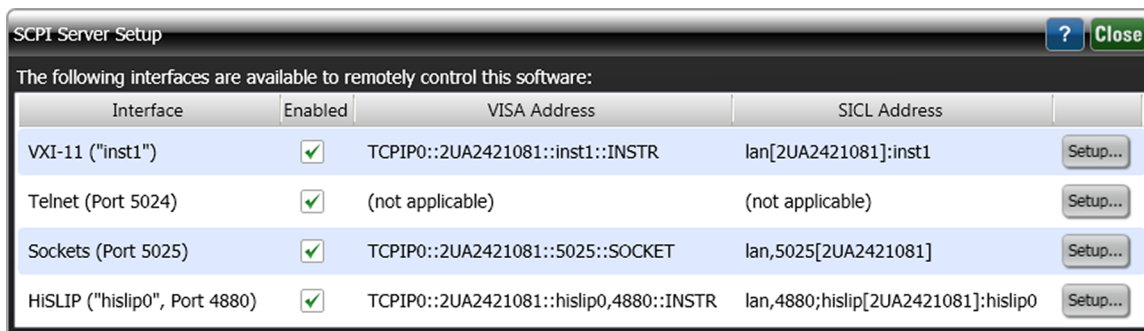 SCPI Server Setup ? Close
The following interfaces are available to remotely control this software:
Interface Enabled VISA Address SICL Address
VXI-11 ("inst1") TCPIP0::2UA2421081::inst1::INSTR lan[2UA2421081]:inst1 Setup...
Telnet (Port 5024) (not applicable) (not applicable) Setup...
Sockets (Port 5025) TCPIP0::2UA2421081::5025::SOCKET lan,5025[2UA2421081] Setup...
HiSLIP ("hislip0", Port 4880) TCPIP0::2UA2421081::hislip0,4880::INSTR lan,4880;hislip[2UA2421081]:hislip0 Setup...